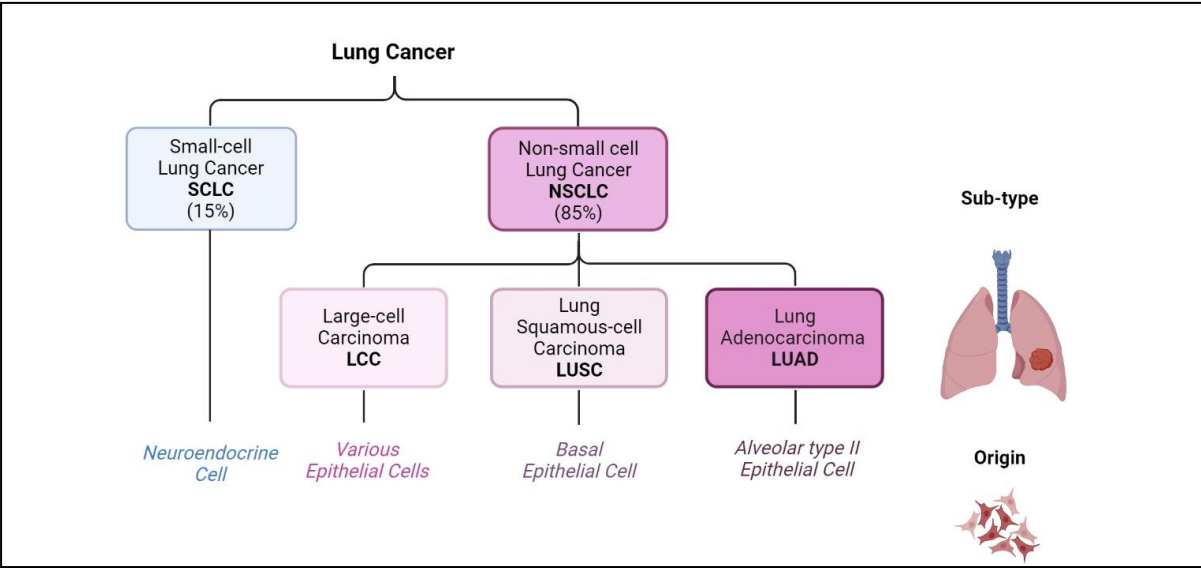 Lung Cancer
Small-cell
Lung Cancer
SCLC
(15%)
Non-small cell
Lung Cancer
NSCLC
(85%)
Sub-type
Large-cell
Carcinoma
LCC
Lung
Squamous-cell
Carcinoma
LUSC
Lung
Adenocarcinoma
LUAD
Neuroendocrine
Cell
Various
Epithelial Cells
Basal
Epithelial Cell
Alveolar type II
Epithelial Cell
Origin